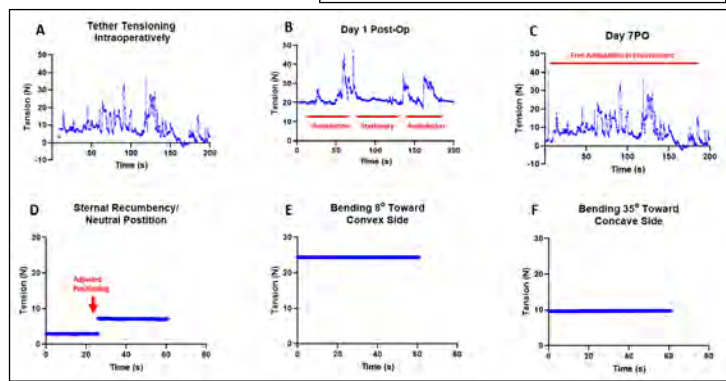 A
Tether Tensioning
Intraoperatively
Tension (N)
50
40
30
20
10
0
-10
50
100
150
200
Time (s)
B
Day 1 Post-Op
Tension (N)
50
40
30
20
10
0
Ambulation
Stationary
Ambulation
0
50
100
150
200
Time (s)
C
Day 7PO
Free Ambulation in Environment
Tension (N)
50
40
30
20
10
0
-10
50
100
150
200
Time (s)
D
Sternal Recumbency/
Neutral Postition
Tension (N)
30
20
10
0
Adjusted
Positioning
0
20
40
60
80
Time (s)
E
Bending 8° Toward
Convex Side
Tension (N)
30
20
10
0
0
20
40
60
80
Time (s)
F
Bending 35° Toward
Concave Side
Tension (N)
30
20
10
0
0
20
40
60
80
Time (s)